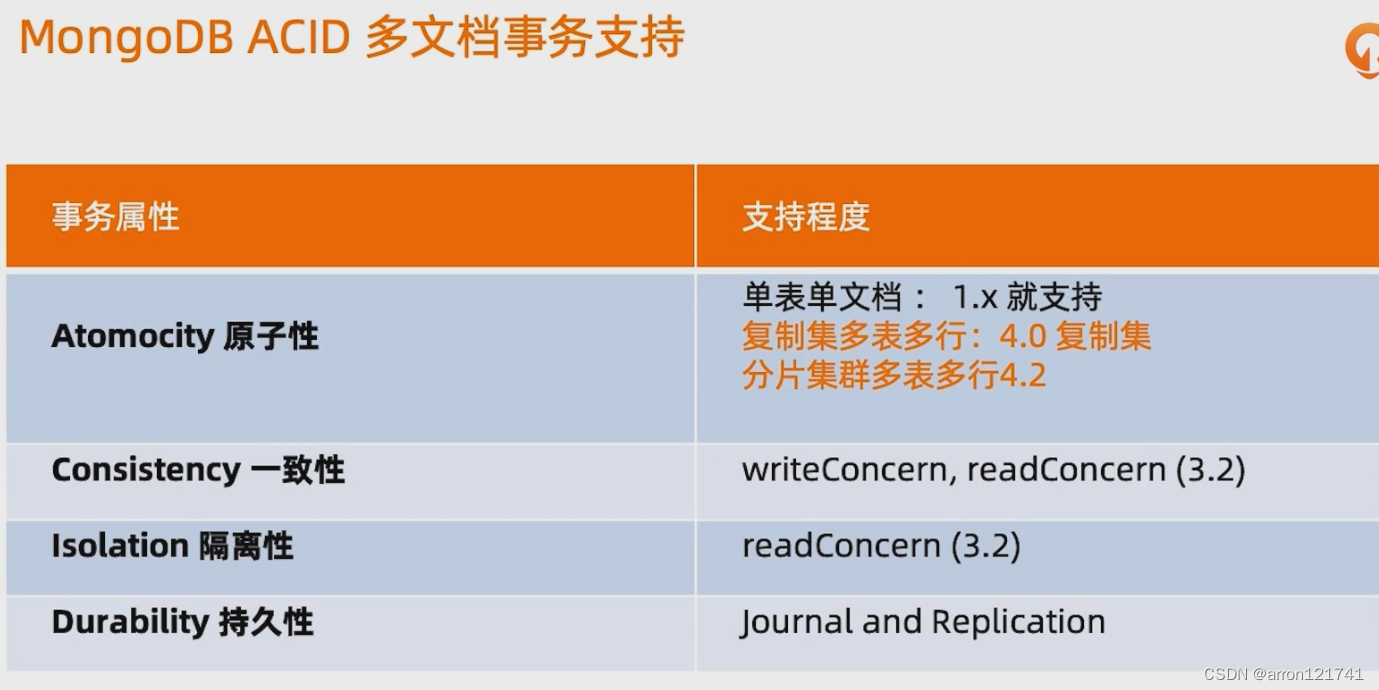 MongoDB ACID 多文档事务支持
事务属性
支持程度
Atomocity 原子性
单表单文档： 1.x 就支持
复制集多表多行：4.0 复制集
分片集群多表多行4.2
Consistency 一致性
writeConcern, readConcern (3.2)
Isolation 隔离性
readConcern (3.2)
Durability 持久性
Journal and Replication
CSDN @arron121741